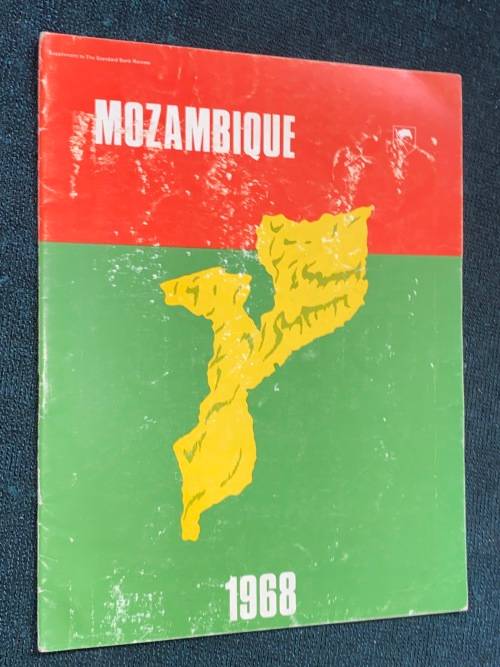 Supplement to The Standard Bank Review
MOZAMBIQUE
1968